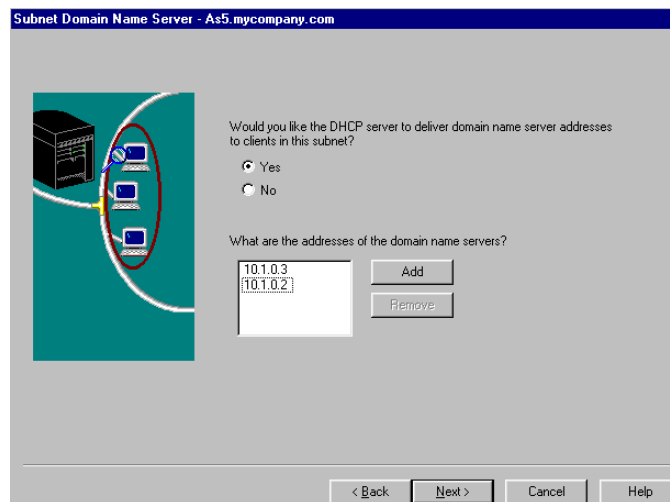 Subnet Domain Name Server - As5.mycompany.com
Would you like the DHCP server to deliver domain name server addresses
to clients in this subnet?
Yes
No
What are the addresses of the domain name servers?
10.1.0.3
10.1.0.2
Add
Remove
< Back
Next >
Cancel
Help